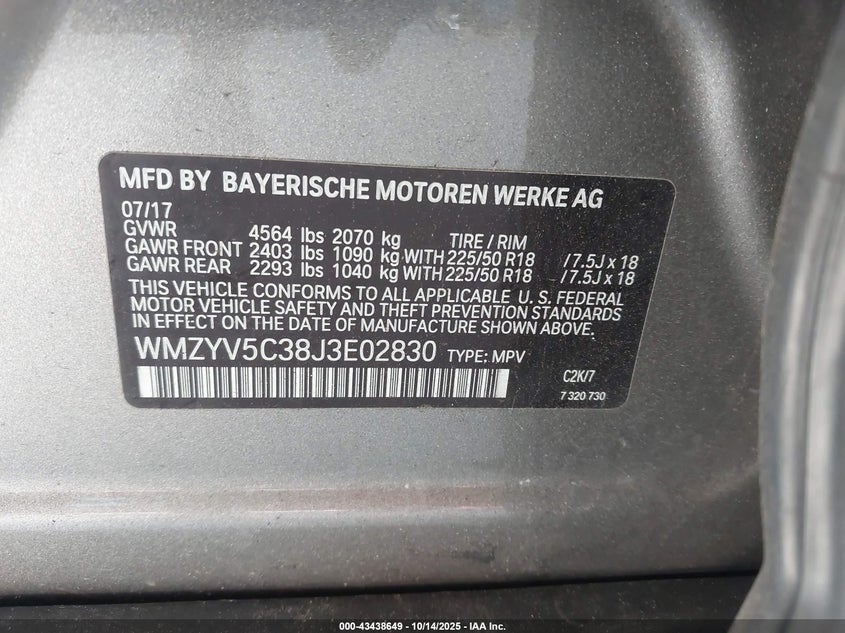 MFD BY BAYERISCHE MOTOREN WERKE AG
07/17
GVWR 4564 lbs 2070 kg TIRE / RIM
GAWR FRONT 2403 lbs 1090 kg WITH 225/50 R18 / 7.5J x 18
GAWR REAR 2293 lbs 1040 kg WITH 225/50 R18 / 7.5J x 18
THIS VEHICLE CONFORMS TO ALL APPLICABLE U. S. FEDERAL
MOTOR VEHICLE SAFETY AND THEFT PREVENTION STANDARDS
IN EFFECT ON THE DATE OF MANUFACTURE SHOWN ABOVE.
WMZYV5C38J3E02830 TYPE: MPV
C2K/7
7 320 730
000-43438649 - 10/14/2025 - IAA Inc.